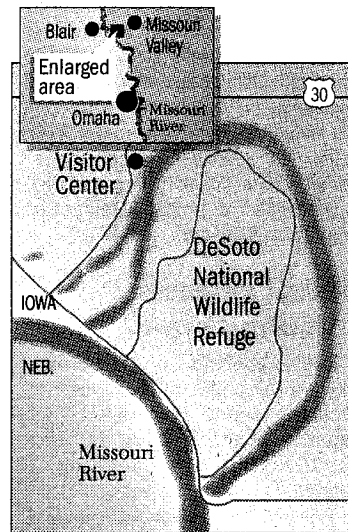 Blair
Missouri
Valley
Enlarged
area
Omaha
Missouri
River
30
Visitor
Center
DeSoto
National
Wildlife
Refuge
IOWA
NEB.
Missouri
River